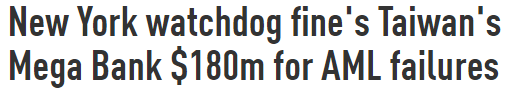 New York watchdog fine's Taiwan's
Mega Bank $180m for AML failures